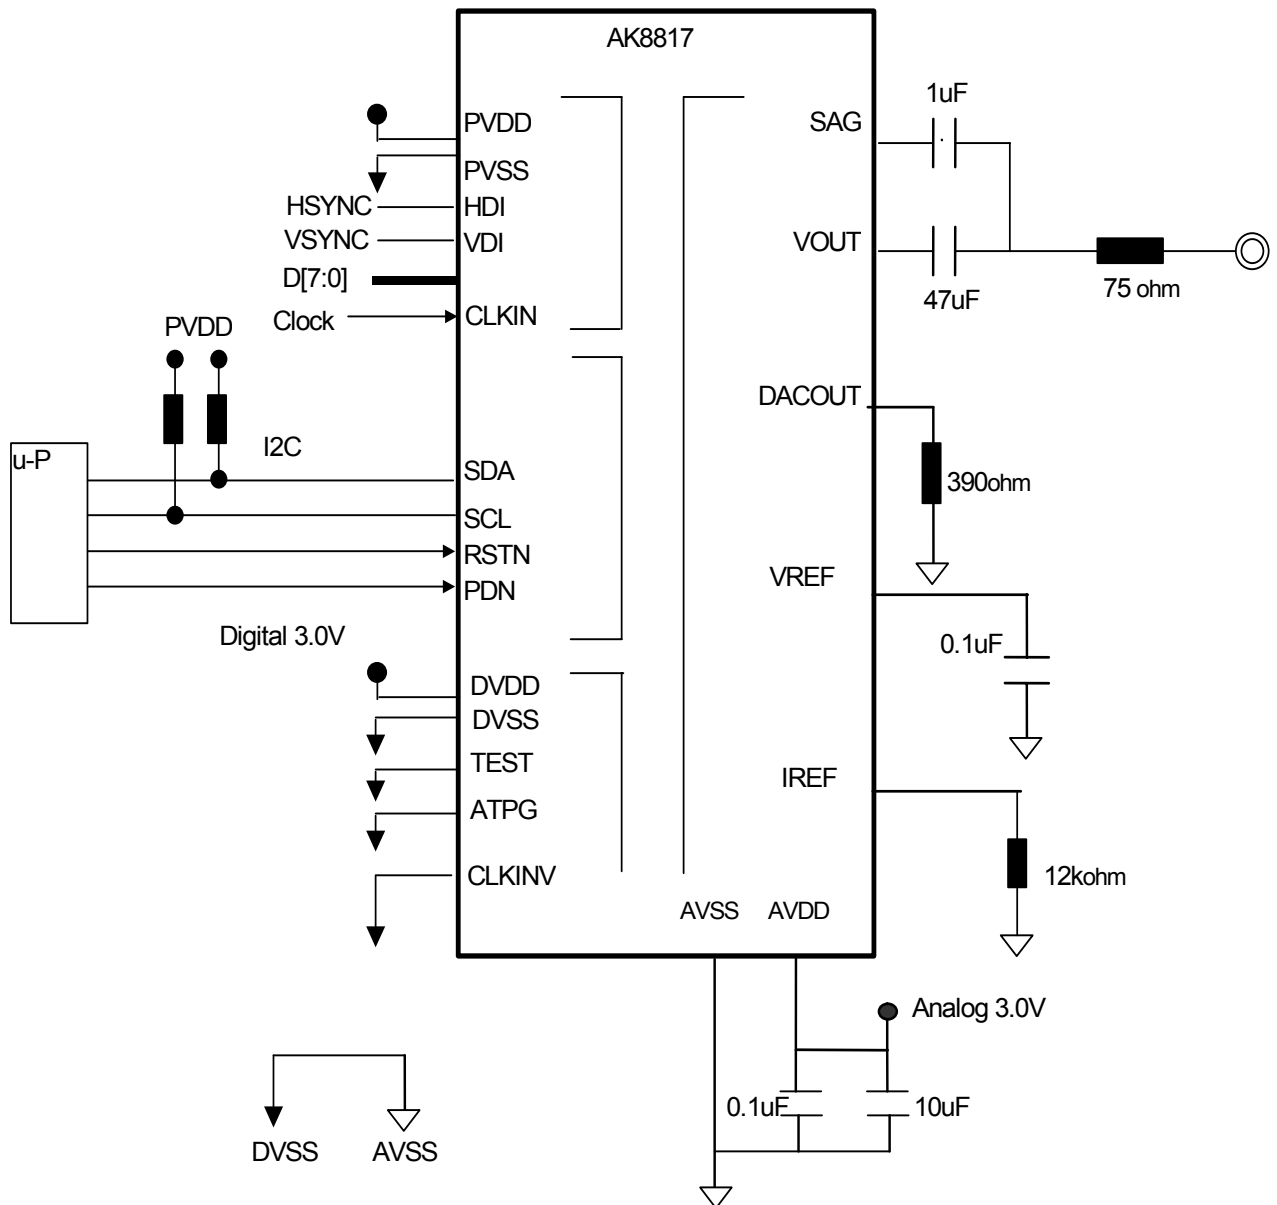 AK8817
PVDD
PVSS
HSYNC
HDI
VSYNC
VDI
D[7:0]
Clock
CLKIN
PVDD
I2C
u-P
SDA
SCL
RSTN
PDN
Digital 3.0V
DVDD
DVSS
TEST
ATPG
CLKINV
SAG
1uF
VOUT
47uF
75 ohm
DACOUT
390ohm
VREF
0.1uF
IREF
12kohm
AVSS
AVDD
Analog 3.0V
0.1uF
10uF
DVSS
AVSS